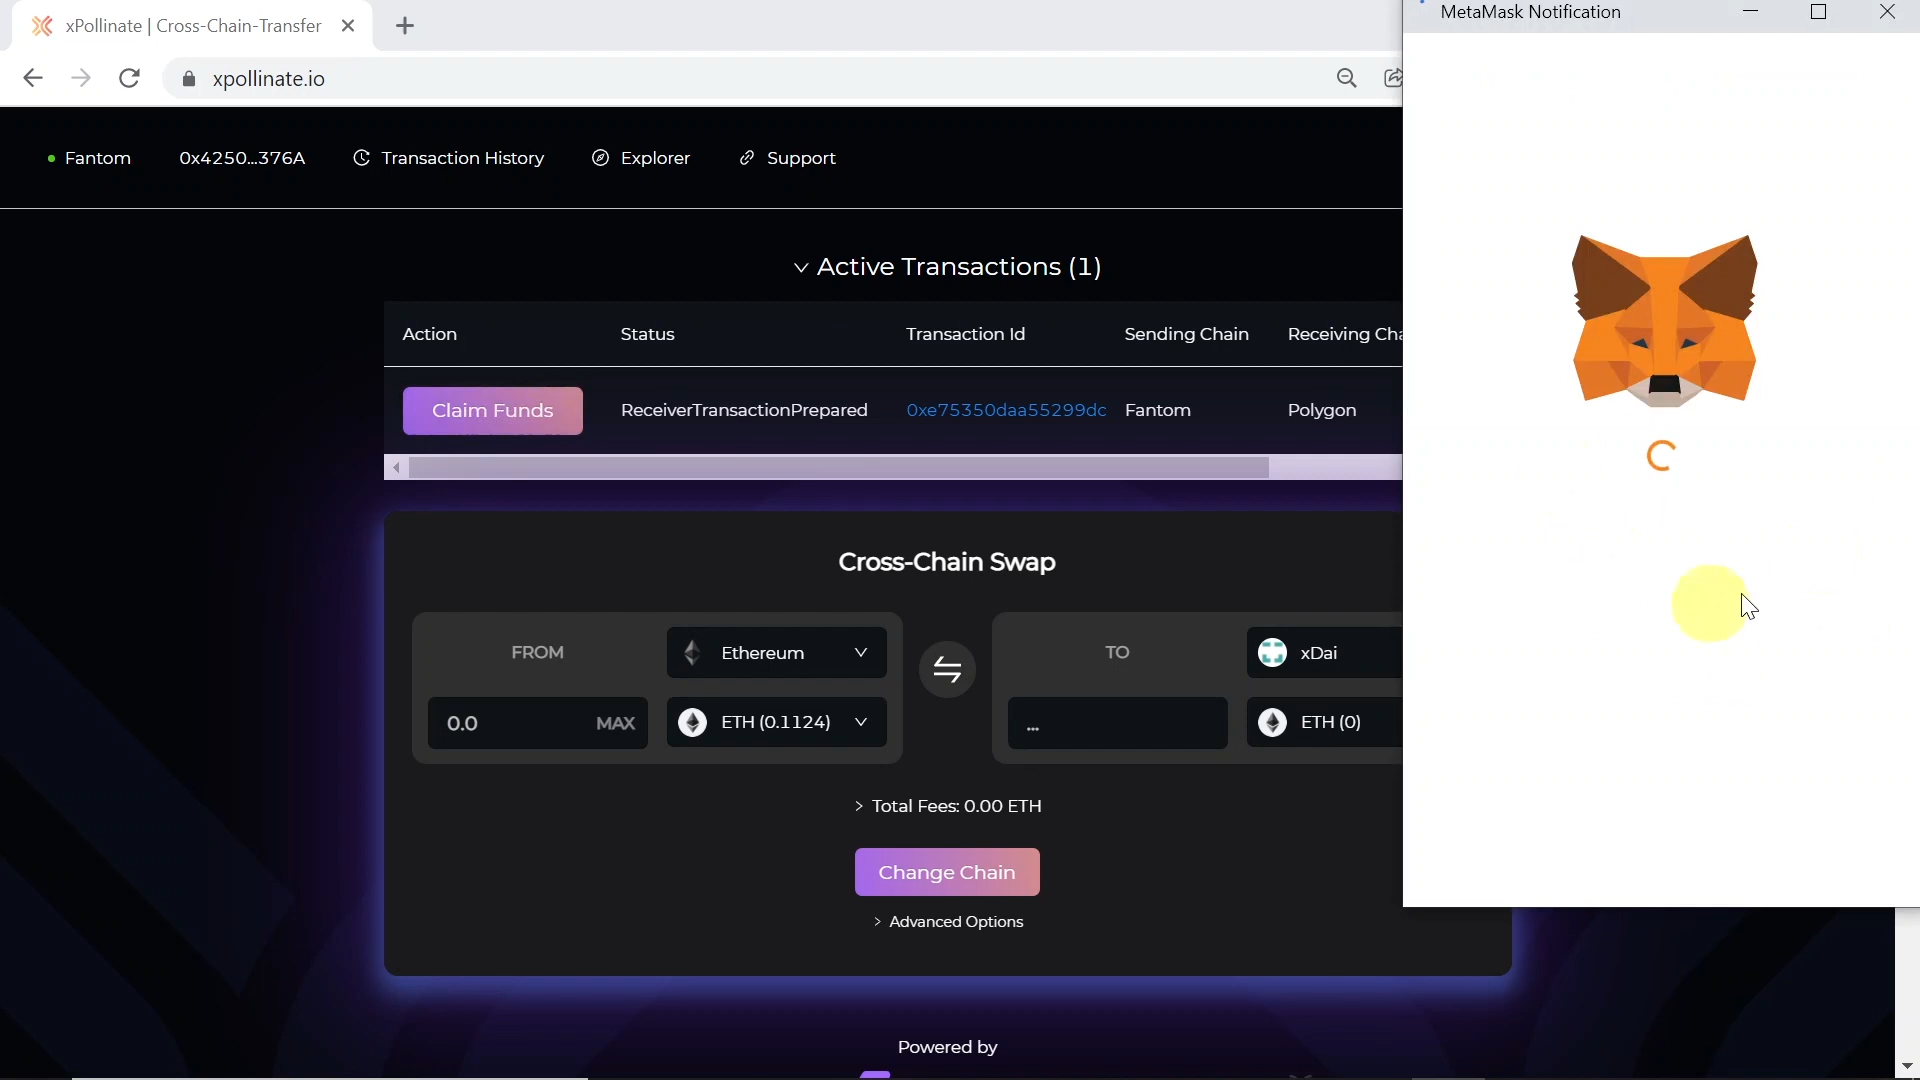 xPollinate | Cross-Chain-Transfer
MetaMask Notification
xpollinate.io
Fantom 0x4250...376A Transaction History Explorer Support
Active Transactions (1)
Action Status Transaction Id Sending Chain Receiving Cha
Claim Funds ReceiverTransactionPrepared 0xe75350daa55299dc Fantom Polygon
Cross-Chain Swap
FROM Ethereum TO xDai
0.0 MAX ETH (0.1124) ... ETH (0)
> Total Fees: 0.00 ETH
Change Chain
> Advanced Options
Powered by